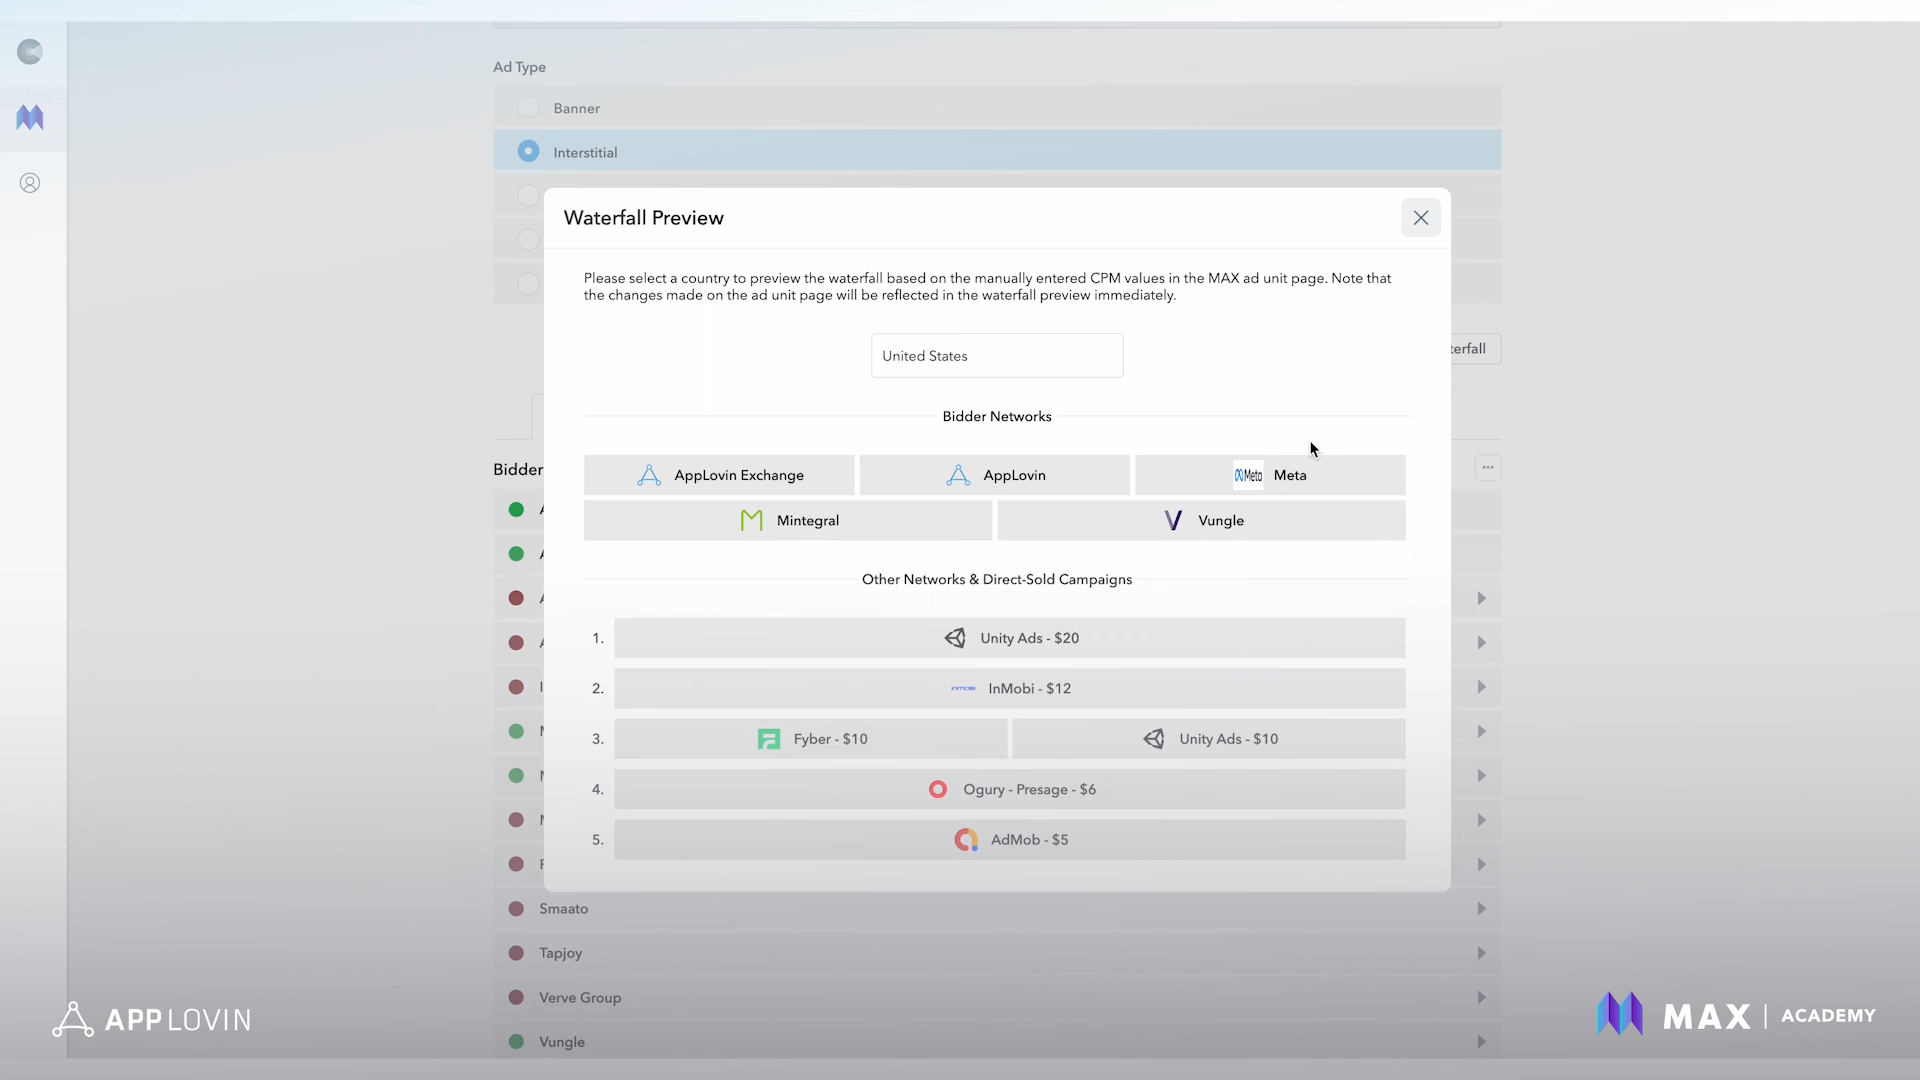 Ad Type
Banner
Interstitial
Waterfall Preview
Please select a country to preview the waterfall based on the manually entered CPM values in the MAX ad unit page. Note that
the changes made on the ad unit page will be reflected in the waterfall preview immediately.
terfall
United States
Bidder Networks
Bidder
AppLovin Exchange
AppLovin
Meta
Meta
Mintegral
Vungle
Other Networks & Direct-Sold Campaigns
1. Unity Ads - $20
2. INMOBI InMobi - $12
3. Fyber - $10 Unity Ads - $10
4. Ogury - Presage - $6
5. AdMob - $5
Smaato
Tapjoy
Verve Group
Vungle
APPLOVIN
MAX | ACADEMY